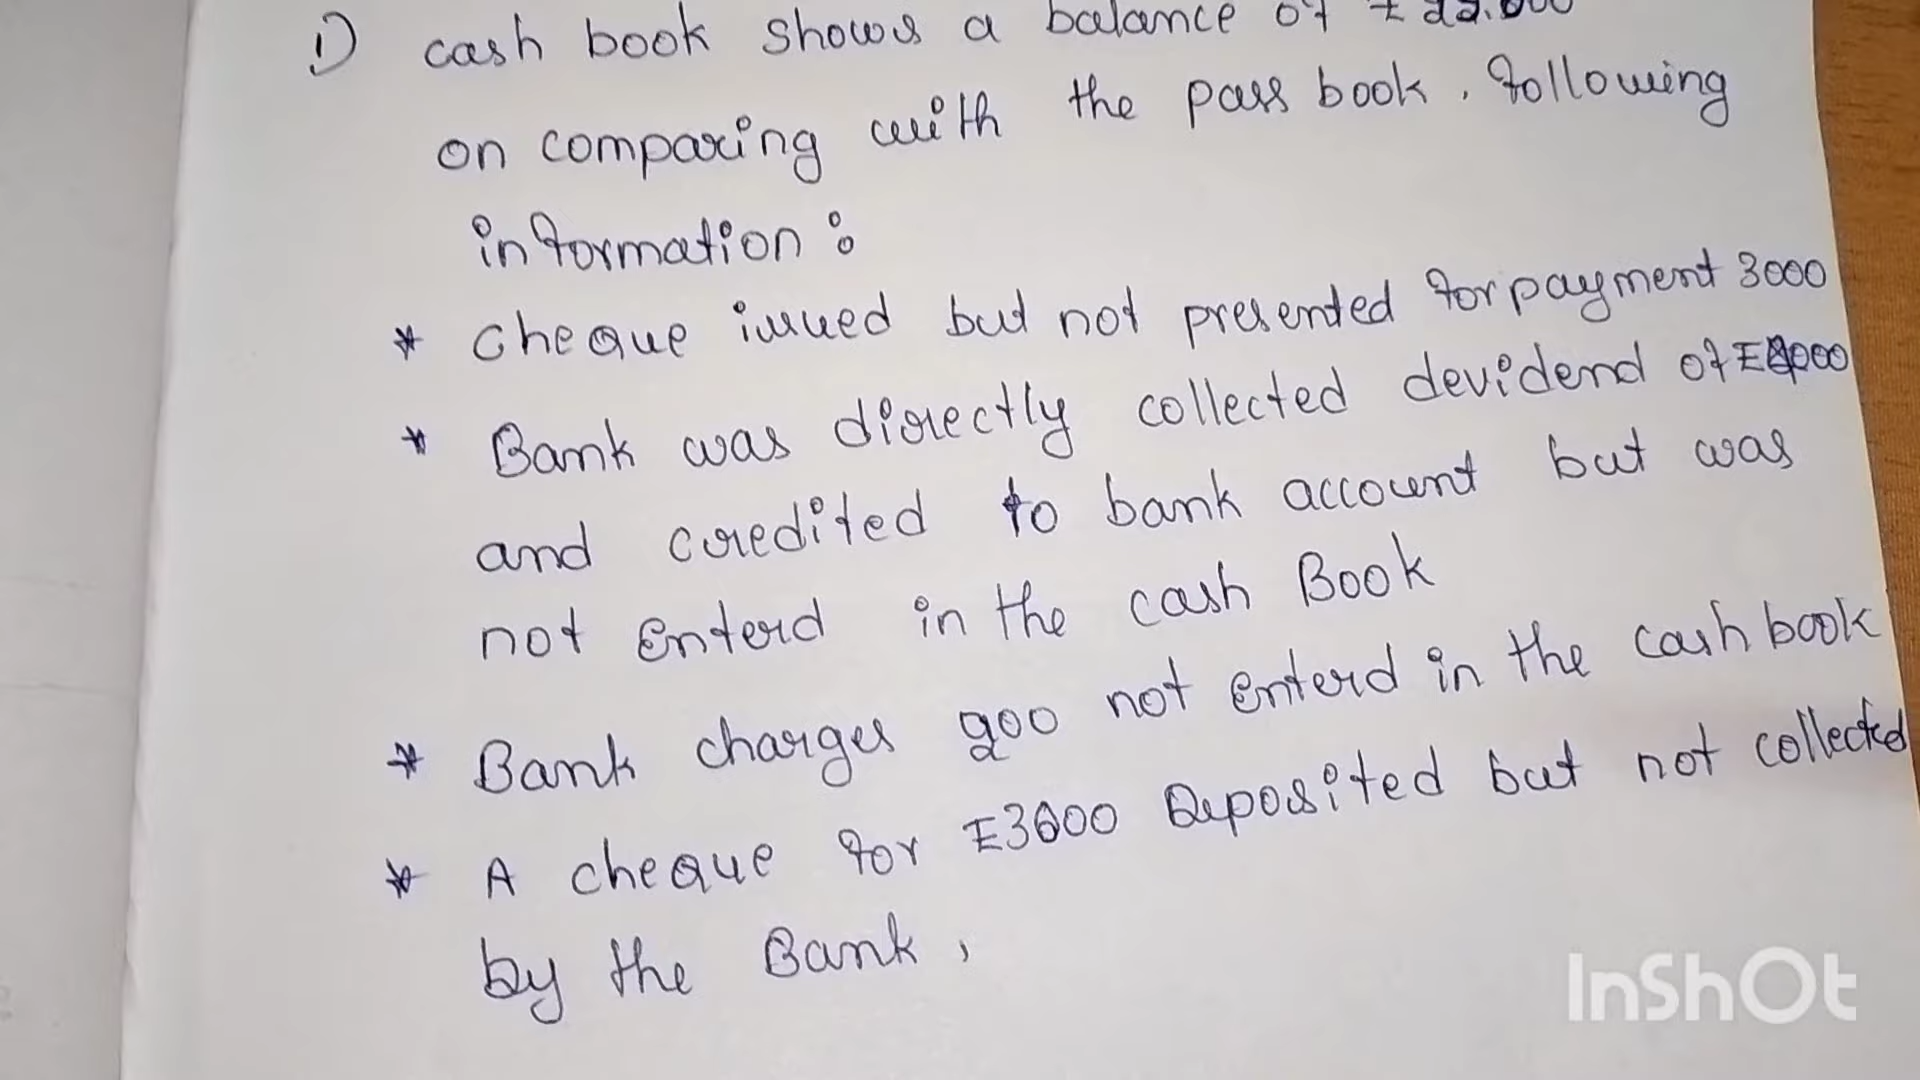 1) cash book shows a balance of ₹
on comparing with the pass book. following
information :
* cheque issued but not presented for payment 3000
* Bank was directly collected devidend of
and credited to bank account but was
not enterd in the cash Book
* Bank charges not enterd in the cash book
* A cheque for ₹3000 Deposited but not collected
by the Bank,
InShOt